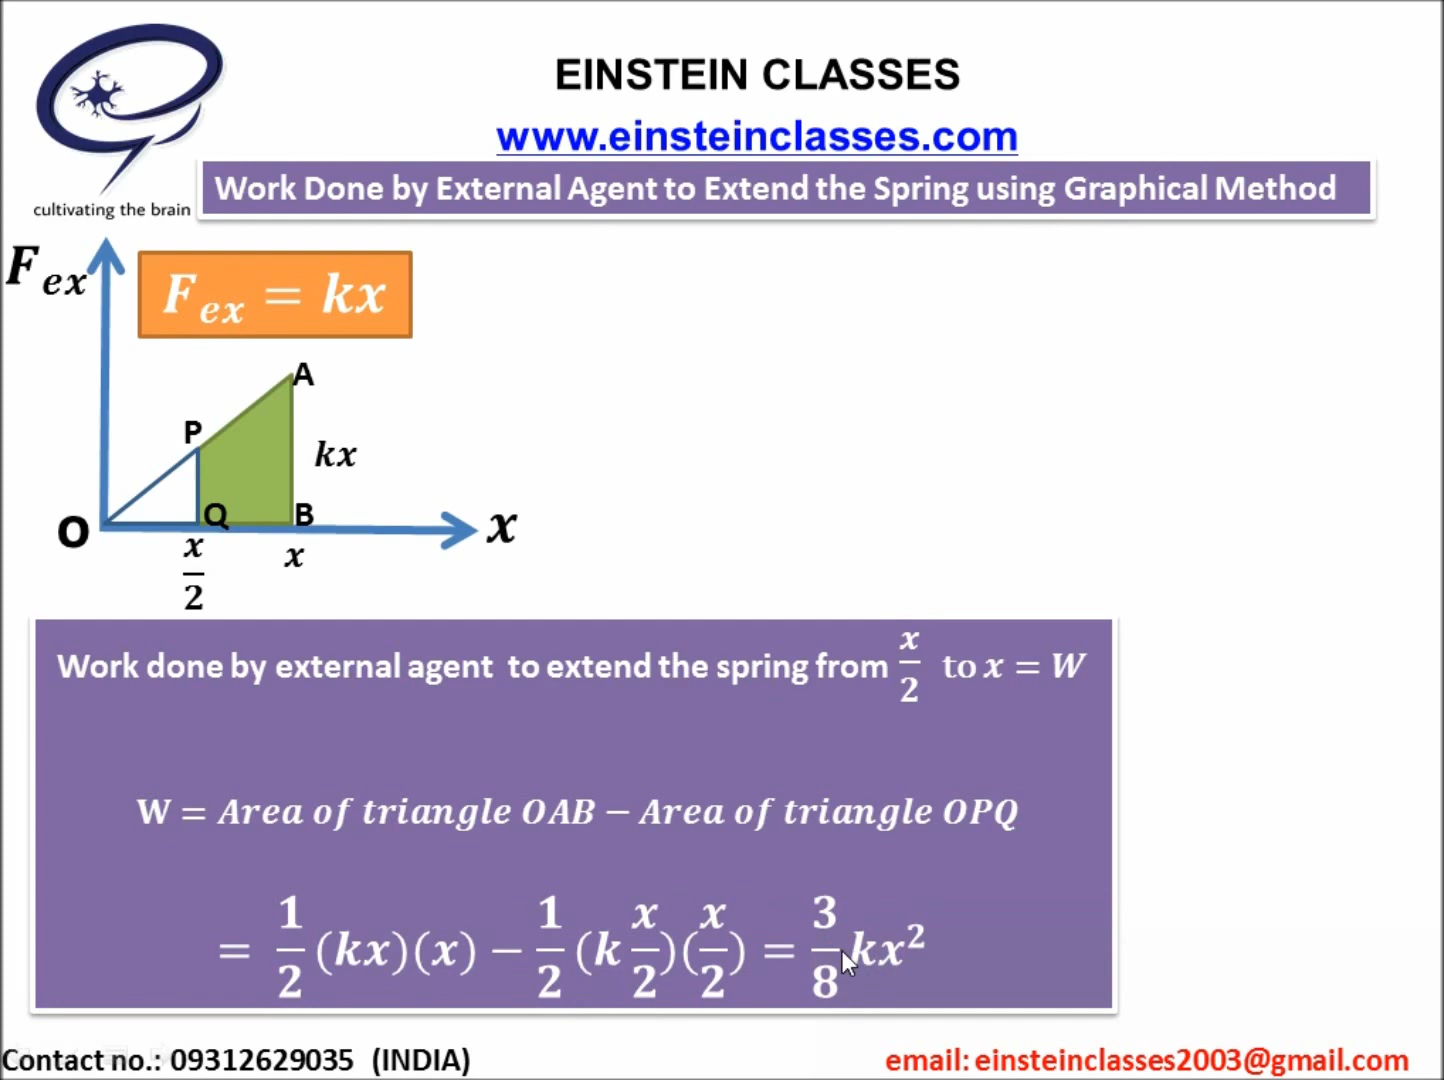 EINSTEIN CLASSES
www.einsteinclasses.com
cultivating the brain
Work Done by External Agent to Extend the Spring using Graphical Method
F_ex
F_ex = kx
A
P
kx
O
Q
B
x
x/2
x
Work done by external agent to extend the spring from x/2 to x = W
W = Area of triangle OAB − Area of triangle OPQ
= 1/2 (kx)(x) − 1/2 (k x/2)(x/2) = 3/8 kx²
Contact no.: 09312629035 (INDIA)
email: einsteinclasses2003@gmail.com